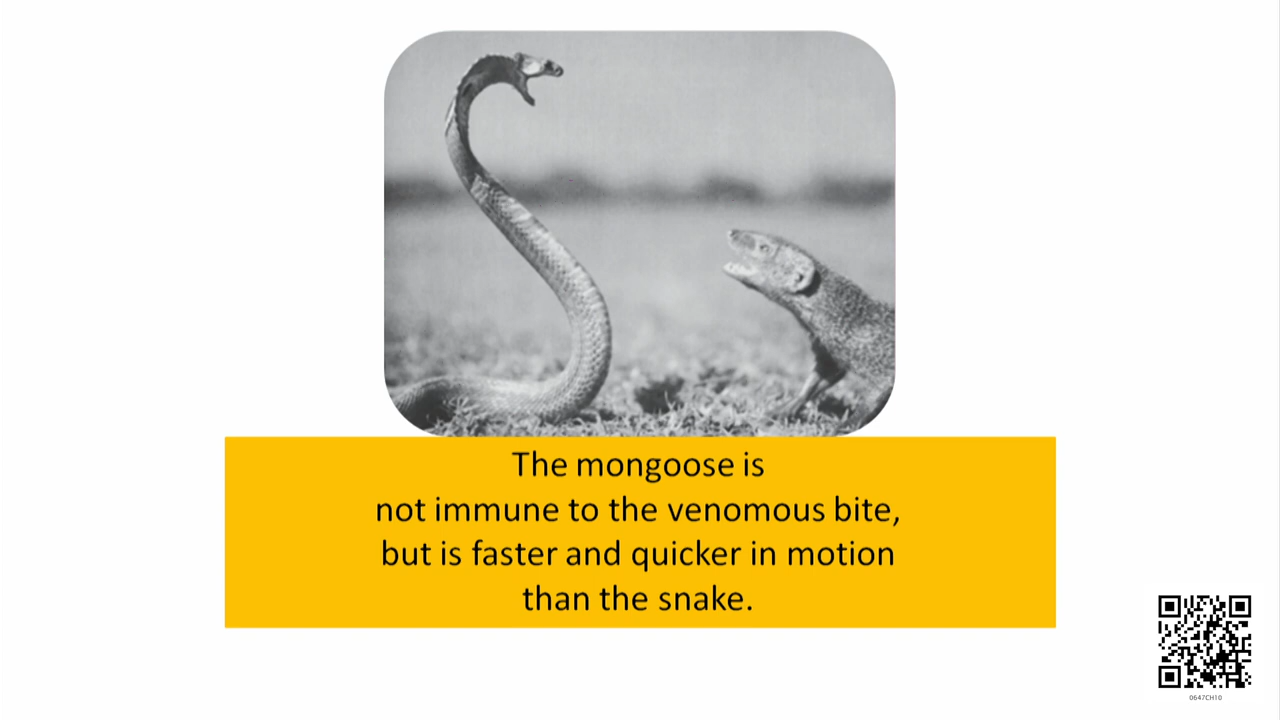 The mongoose is
not immune to the venomous bite,
but is faster and quicker in motion
than the snake.
0647CH10